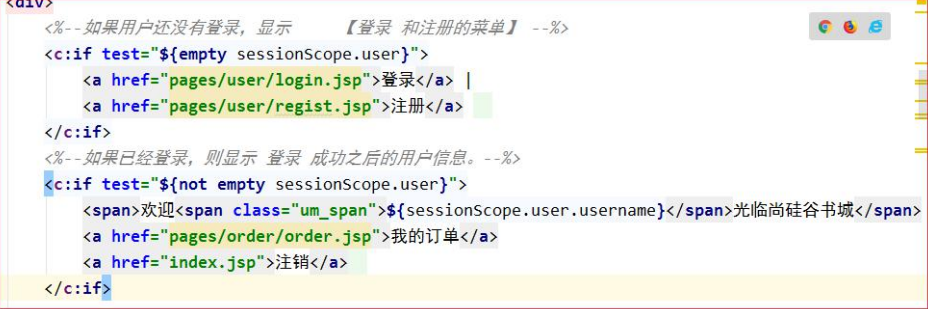 <div>
<%--如果用户还没有登录，显示 【登录 和注册的菜单】 --%>
<c:if test="${empty sessionScope.user}">
<a href="pages/user/login.jsp">登录</a> |
<a href="pages/user/regist.jsp">注册</a>
</c:if>
<%--如果已经登录，则显示 登录 成功之后的用户信息。--%>
<c:if test="${not empty sessionScope.user}">
<span>欢迎<span class="um_span">${sessionScope.user.username}</span>光临尚硅谷书城</span>
<a href="pages/order/order.jsp">我的订单</a>
<a href="index.jsp">注销</a>
</c:if>